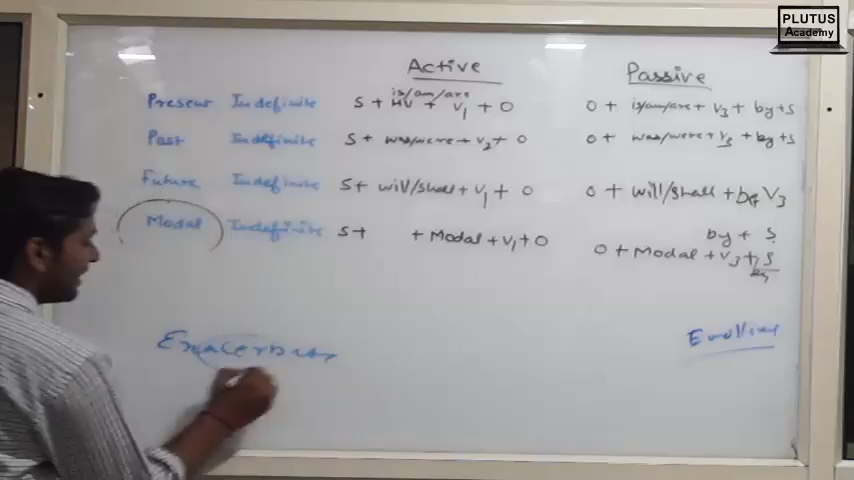 PLUTUS
Academy
Active Passive
Present Indefinite S + is/am/are HV + V1 + O O + is/am/are + V3 + by + S
Past Indefinite S + was/were + V2 + O O + was/were + V3 + by + S
Future Indefinite S + will/shall + V1 + O O + will/shall + be + V3
by + S
Modal Indefinite S + + Modal + V1 + O O + Modal + V3 + S
by